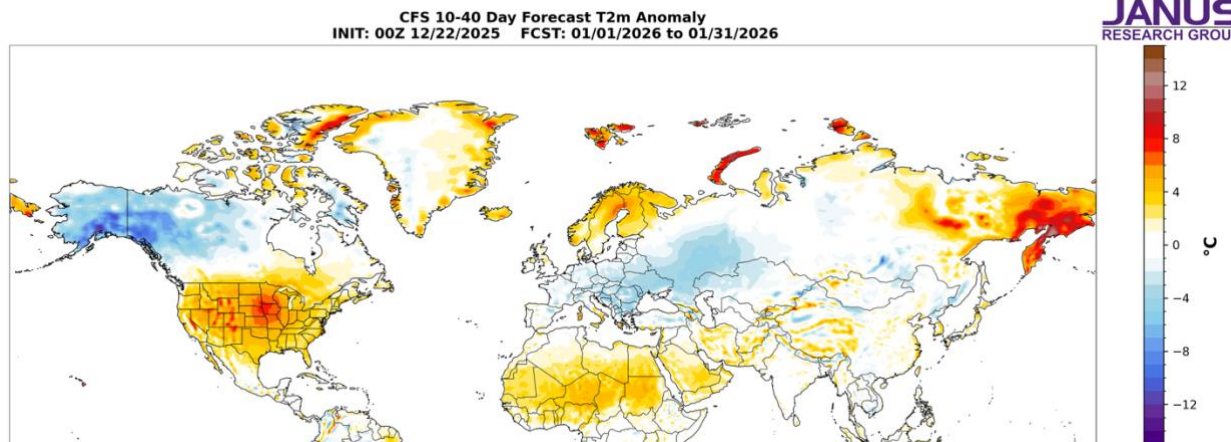 CFS 10-40 Day Forecast T2m Anomaly
INIT: 00Z 12/22/2025 FCST: 01/01/2026 to 01/31/2026
JANUS
RESEARCH GROU
12
8
4
0
−4
−8
−12
°C